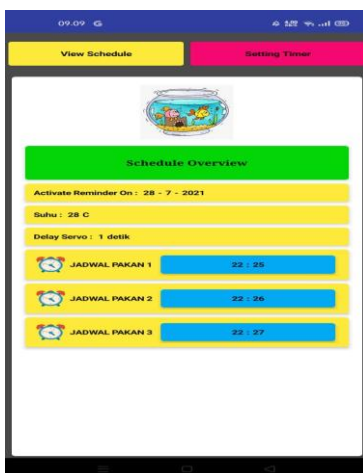 09.09 G
View Schedule
Setting Timer
Schedule Overview
Activate Reminder On : 28 - 7 - 2021
Suhu : 28 C
Delay Servo : 1 detik
JADWAL PAKAN 1 22 : 25
JADWAL PAKAN 2 22 : 26
JADWAL PAKAN 3 22 : 27